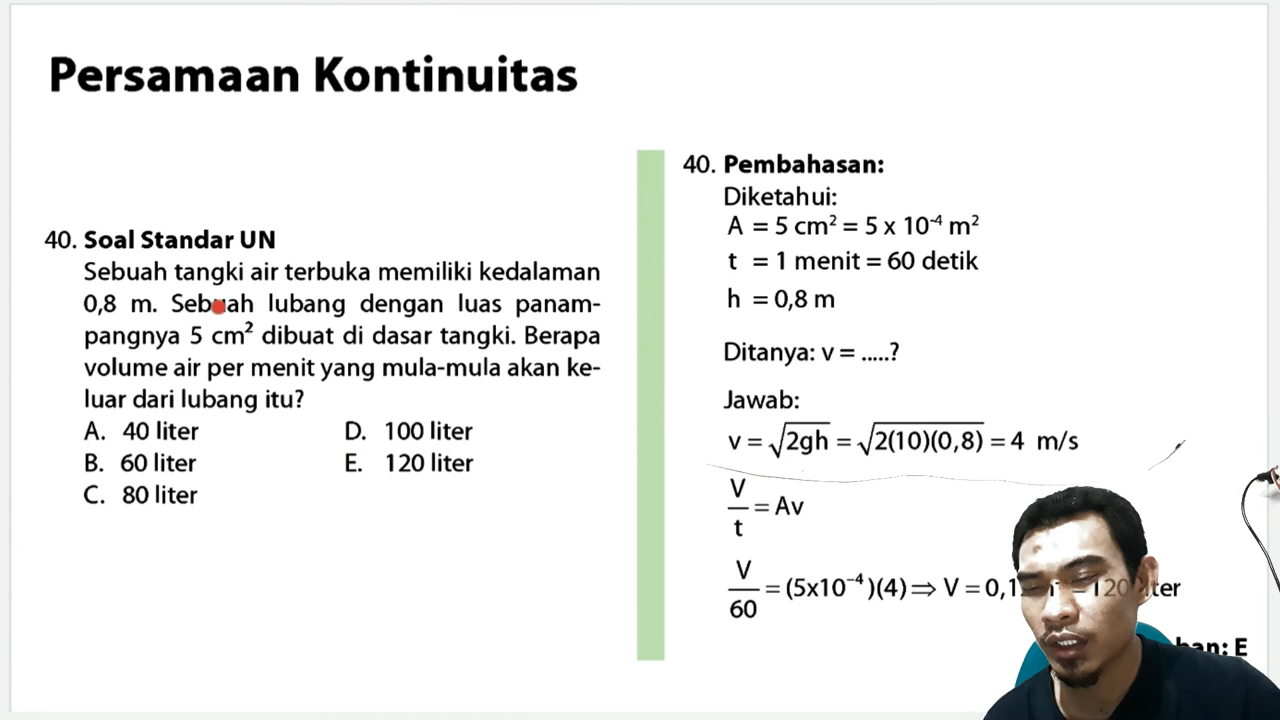 Persamaan Kontinuitas
40. Soal Standar UN
Sebuah tangki air terbuka memiliki kedalaman
0,8 m. Sebuah lubang dengan luas panam-
pangnya 5 cm² dibuat di dasar tangki. Berapa
volume air per menit yang mula-mula akan ke-
luar dari lubang itu?
A. 40 liter
B. 60 liter
C. 80 liter
D. 100 liter
E. 120 liter
40. Pembahasan:
Diketahui:
A = 5 cm² = 5 x 10⁻⁴ m²
t = 1 menit = 60 detik
h = 0,8 m
Ditanya: v = .....?
Jawab:
v = √2gh = √2(10)(0,8) = 4 m/s
V/t = Av
V/60 = (5x10⁻⁴)(4) ⇒ V = 0,1
: E